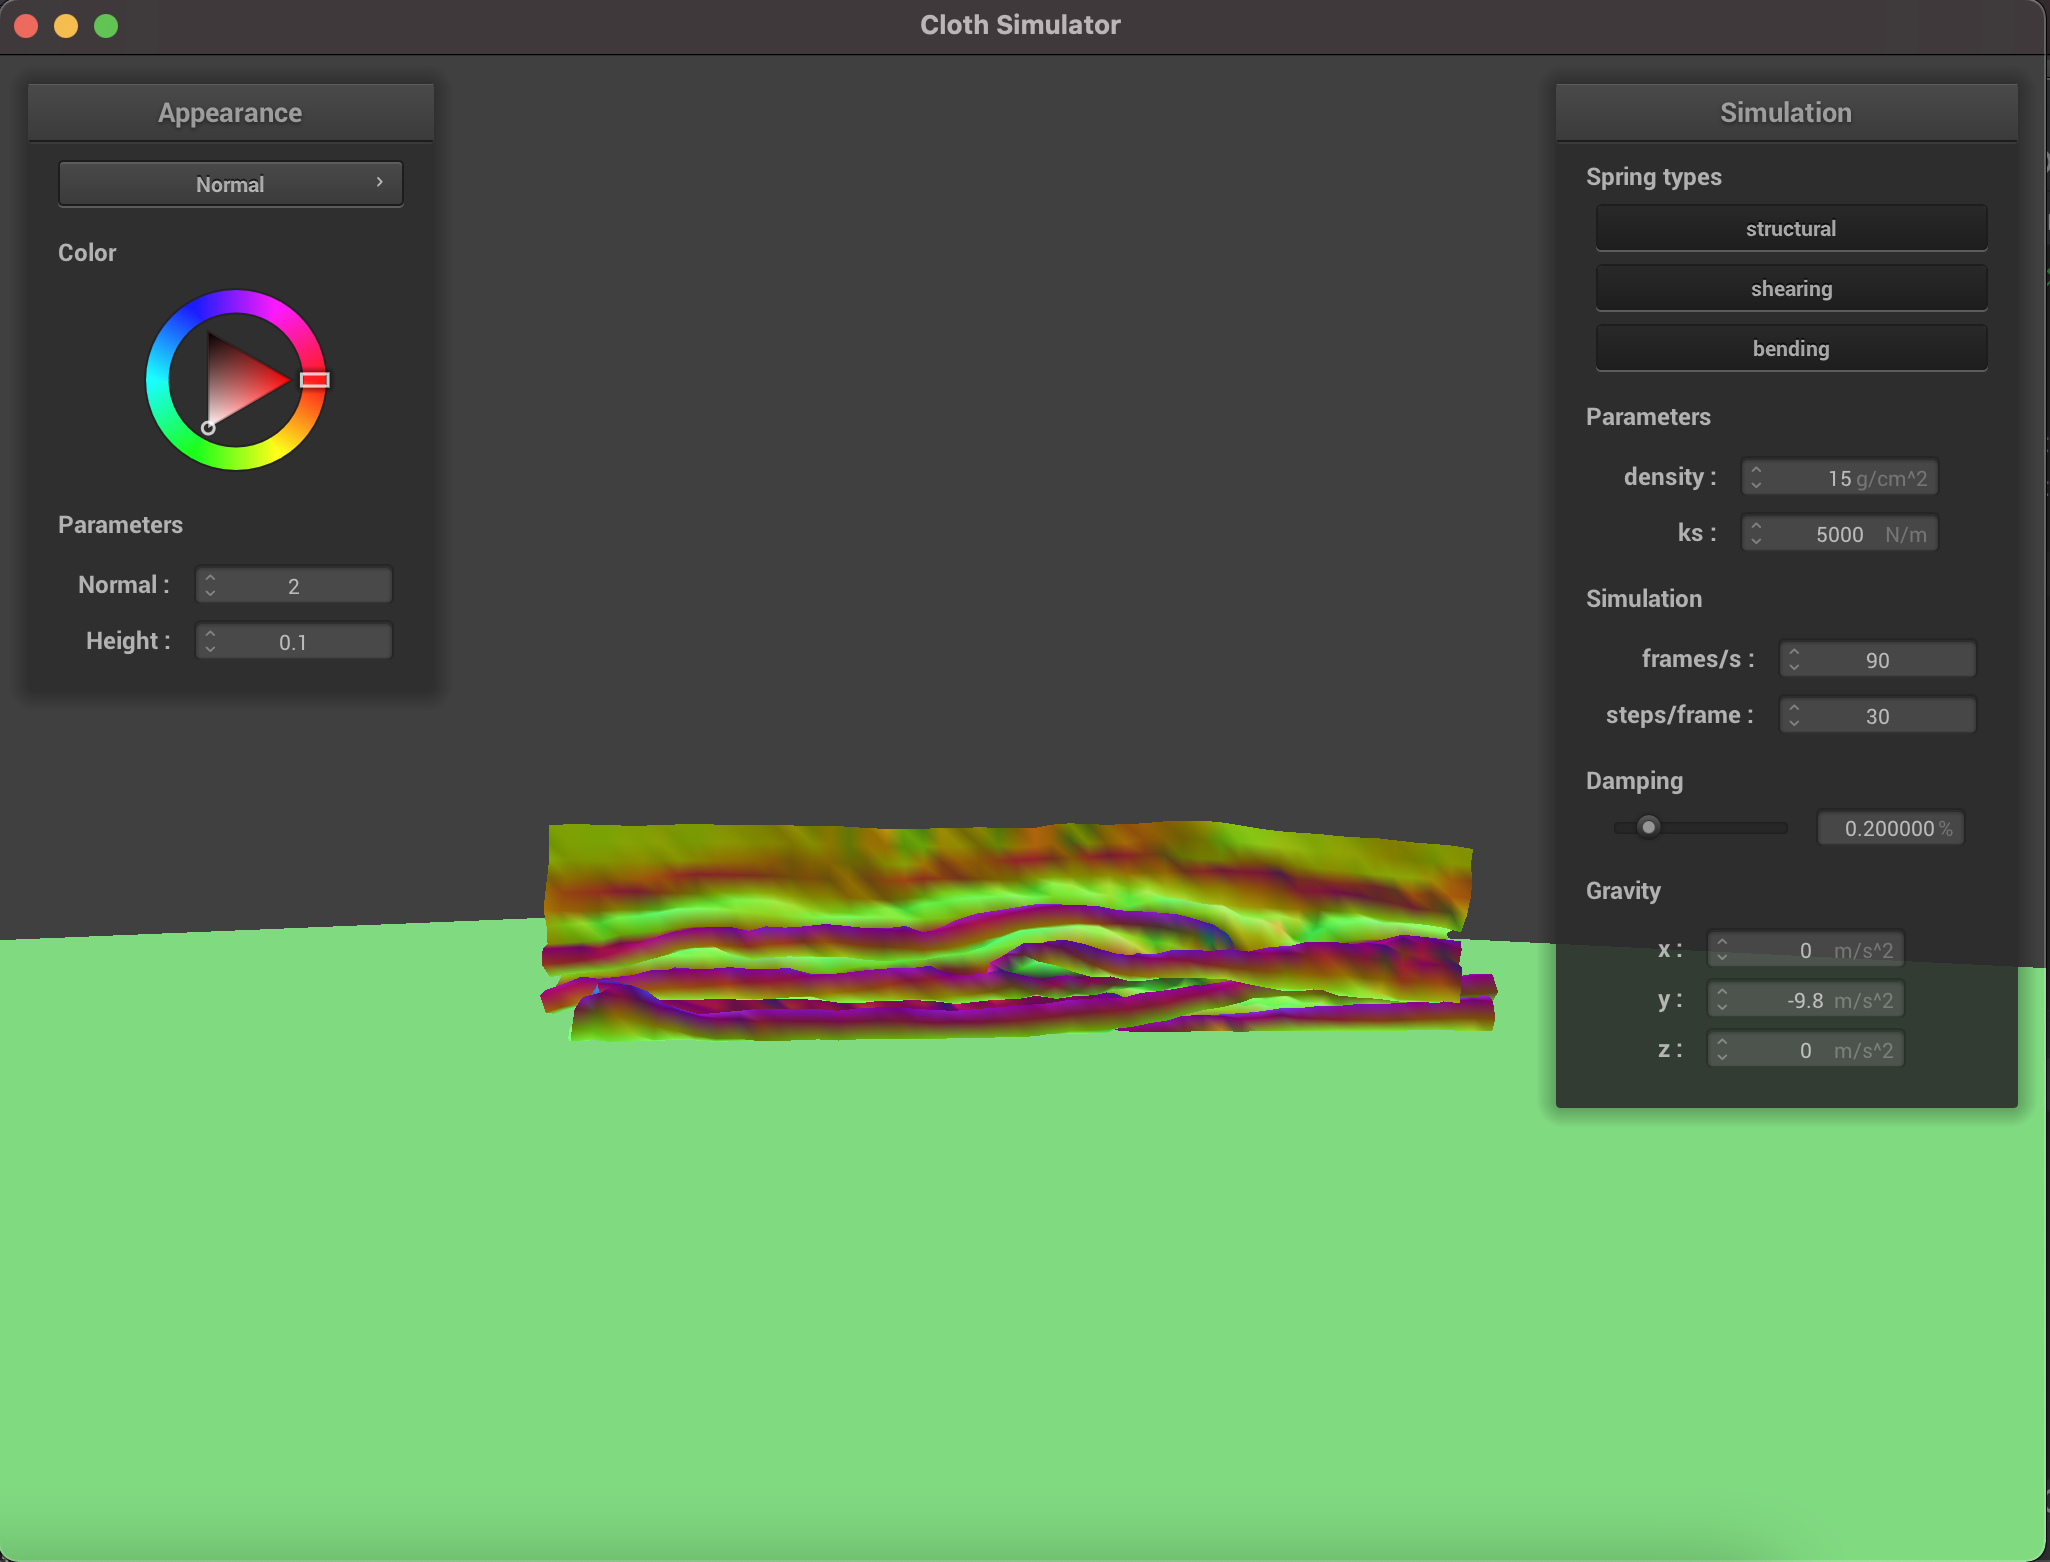 Cloth Simulator
Appearance
Normal
Color
Parameters
Normal : 2
Height : 0.1
Simulation
Spring types
structural
shearing
bending
Parameters
density : 15 g/cm^2
ks : 5000 N/m
Simulation
frames/s : 90
steps/frame : 30
Damping
0.200000 %
Gravity
x : 0 m/s^2
y : -9.8 m/s^2
z : 0 m/s^2